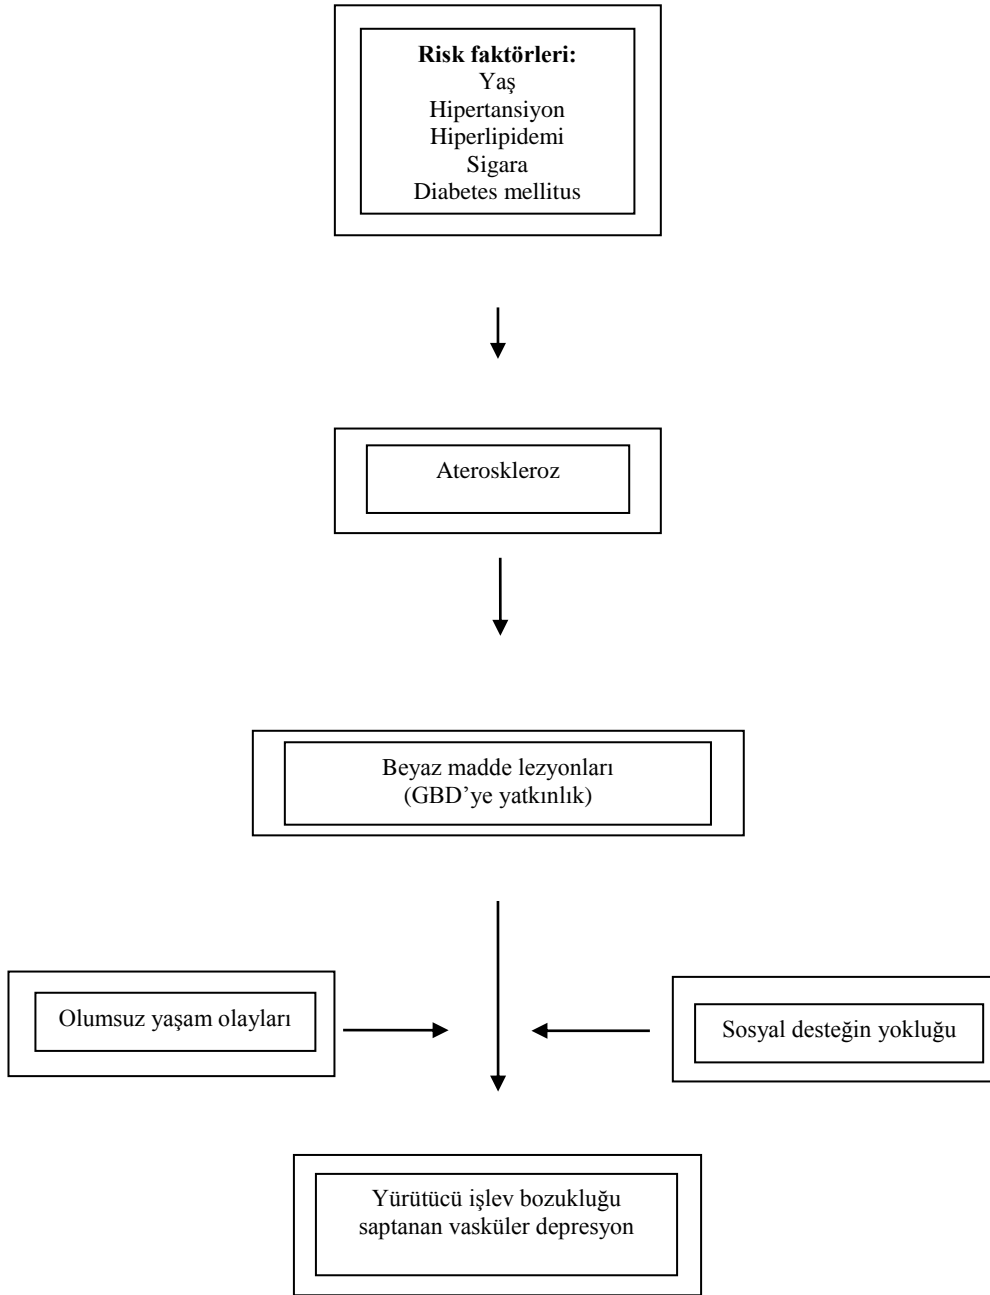 Risk faktörleri:
Yaş
Hipertansiyon
Hiperlipidemi
Sigara
Diabetes mellitus
Ateroskleroz
Beyaz madde lezyonları
(GBD’ye yatkınlık)
Olumsuz yaşam olayları
Sosyal desteğin yokluğu
Yürütücü işlev bozukluğu
saptanan vasküler depresyon